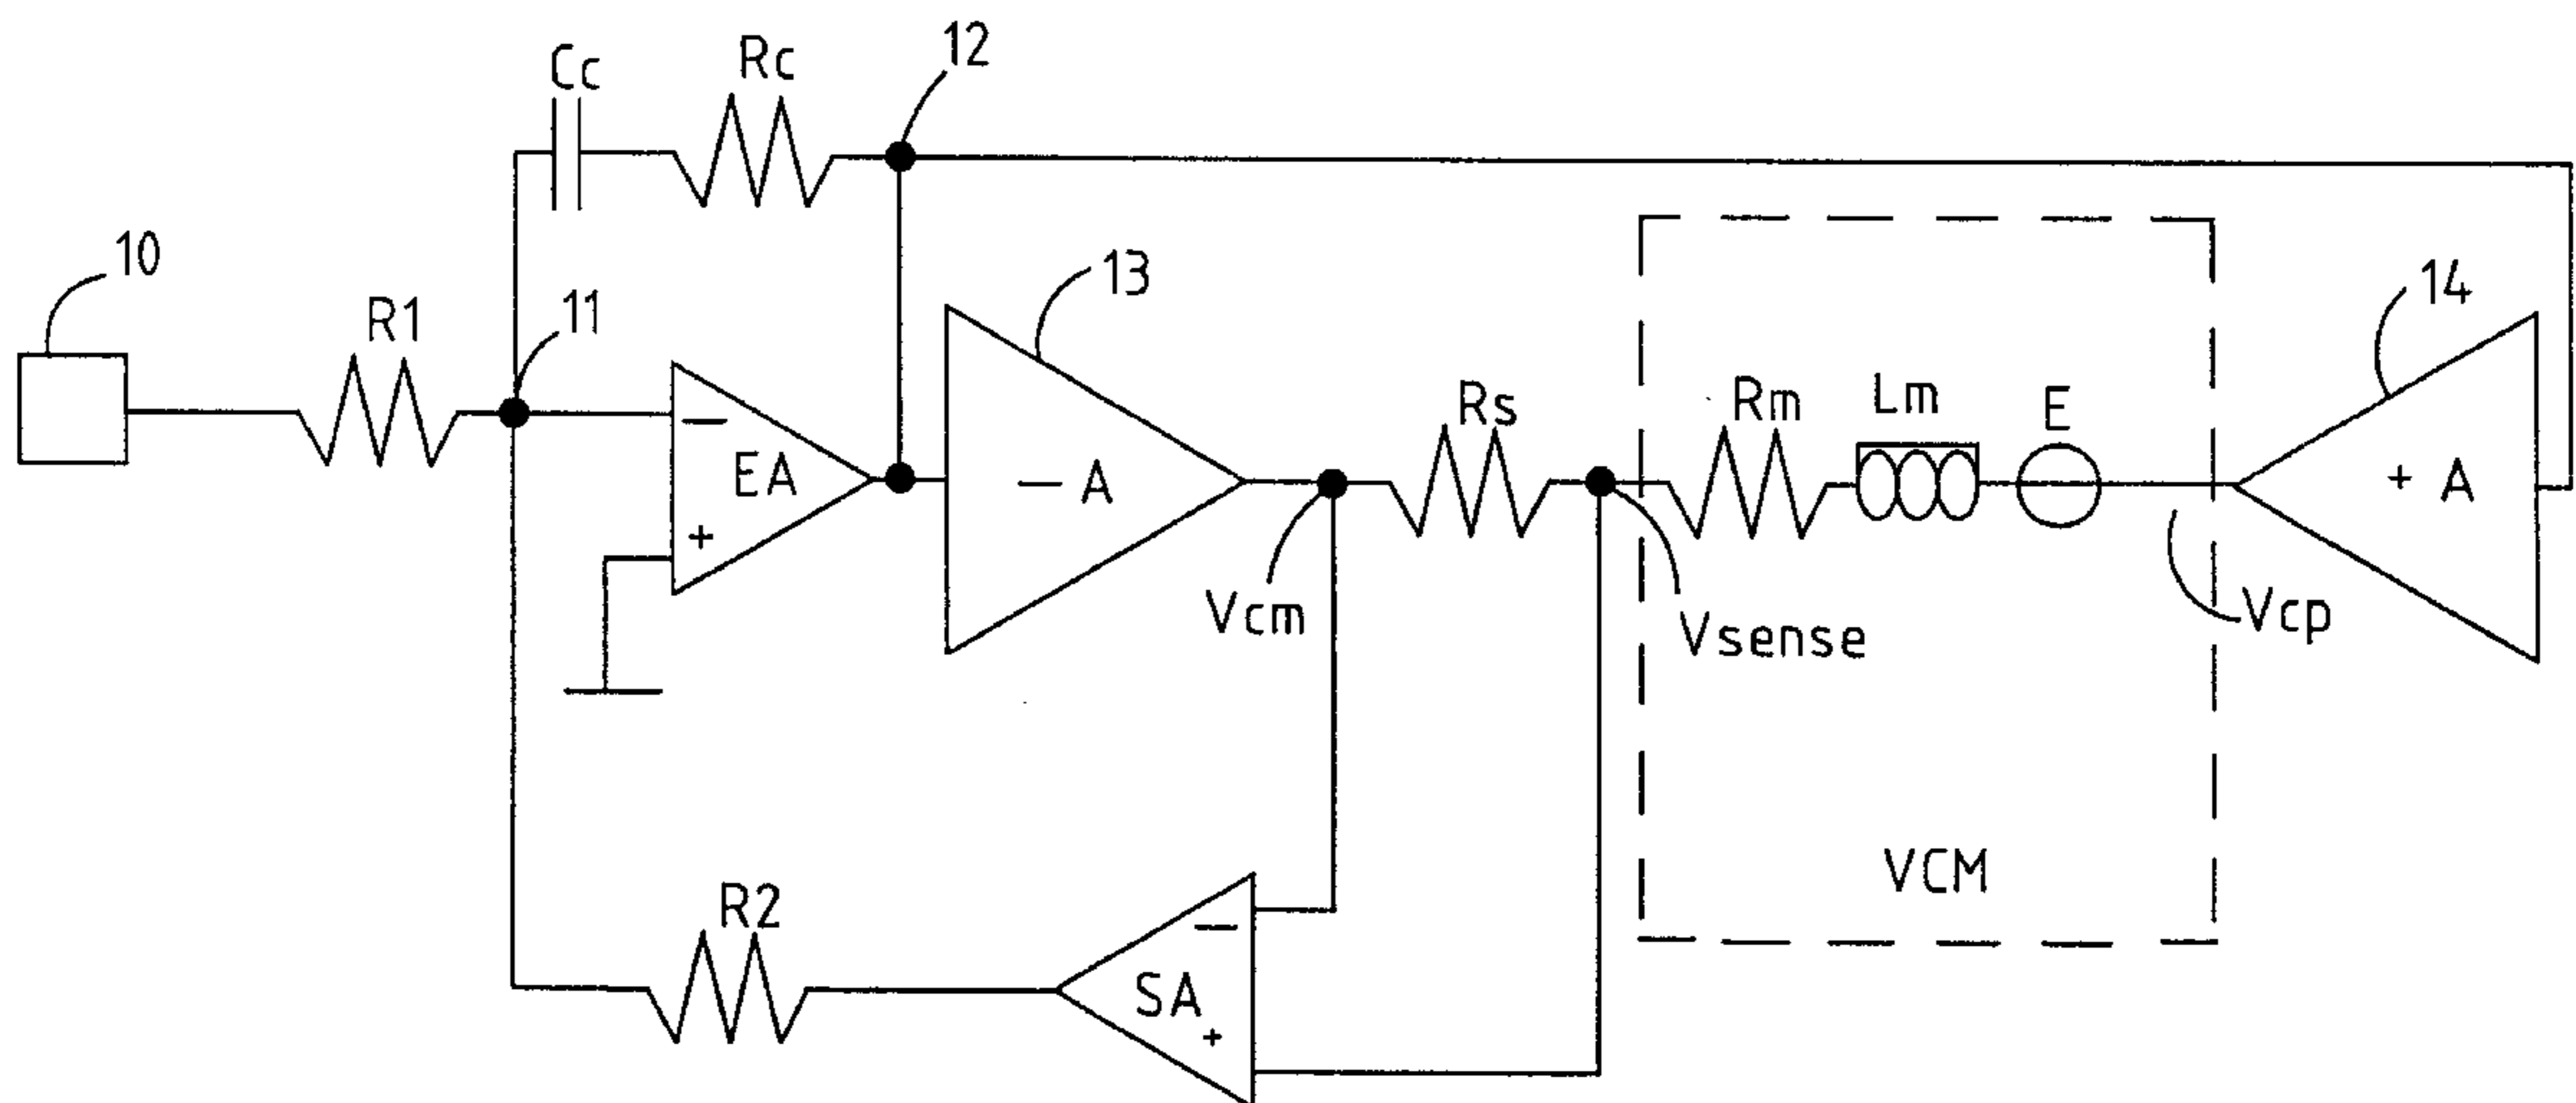 12
Cc
Rc
10
R1
11
13
14
− EA +
− A
Rs
Rm
Lm
E
+ A
Vcm
Vsense
Vcp
VCM
R2
− SA +